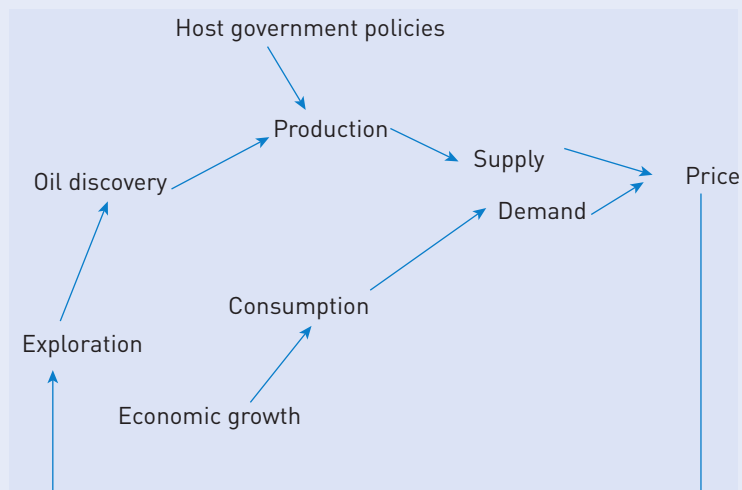 Host government policies
Production
Supply
Price
Oil discovery
Demand
Consumption
Exploration
Economic growth